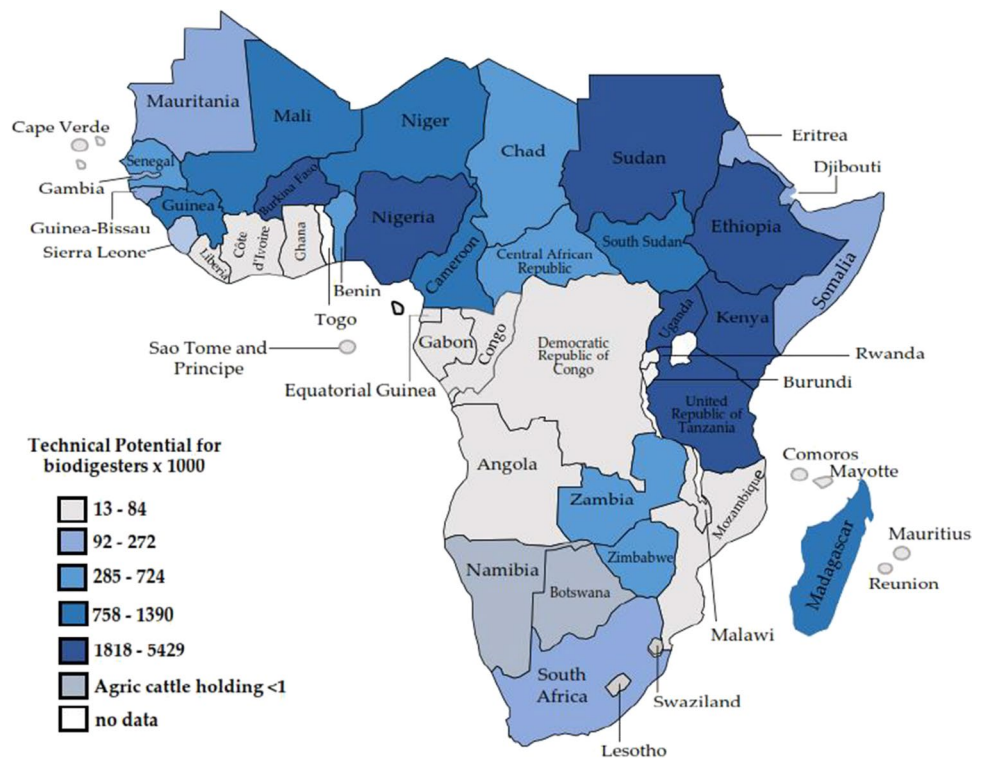 Mauritania
Mali
Niger
Chad
Sudan
Eritrea
Djibouti
Cape Verde
Senegal
Gambia
Guinea-Bissau
Sierra Leone
Guinea
Burkina Faso
Liberia
Côte
d'Ivoire
Ghana
Togo
Benin
Nigeria
Cameroon
Central African
Republic
South Sudan
Ethiopia
Somalia
Sao Tome and
Principe
Equatorial Guinea
Gabon
Congo
Democratic
Republic of
Congo
Uganda
Kenya
Rwanda
Burundi
United
Republic of
Tanzania
Angola
Zambia
Mozambique
Comoros
Mayotte
Madagascar
Mauritius
Reunion
Namibia
Botswana
Zimbabwe
Malawi
South
Africa
Swaziland
Lesotho
Technical Potential for
biodigesters x 1000
13 - 84
92 - 272
285 - 724
758 - 1390
1818 - 5429
Agric cattle holding <1
no data